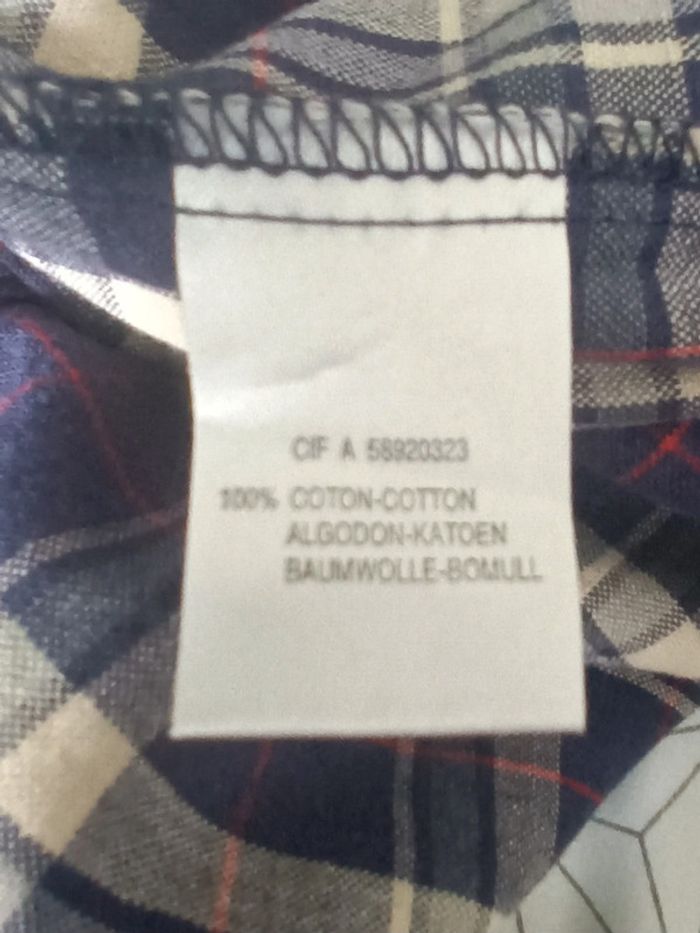 CIF A 58920323
100% COTON-COTTON
ALGODON-KATOEN
BAUMWOLLE-BOMULL